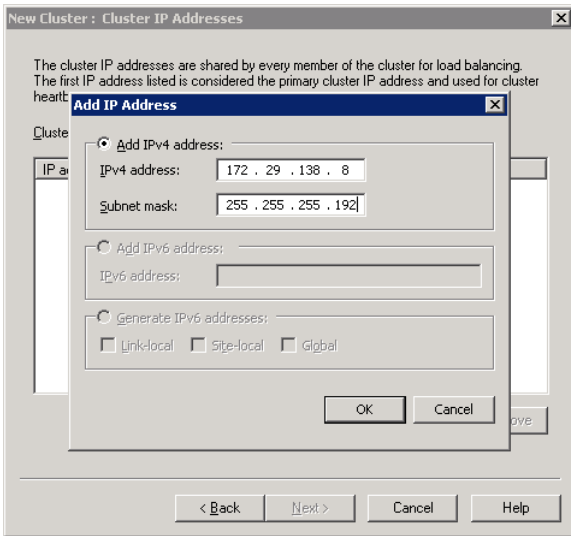 New Cluster : Cluster IP Addresses
The cluster IP addresses are shared by every member of the cluster for load balancing.
The first IP address listed is considered the primary cluster IP address and used for cluster
Add IP Address
Add IPv4 address:
IPv4 address: 172 . 29 . 138 . 8
Subnet mask: 255 . 255 . 255 . 192
Add IPv6 address:
IPv6 address:
Generate IPv6 addresses:
Link-local Site-local Global
OK Cancel
< Back Next > Cancel Help